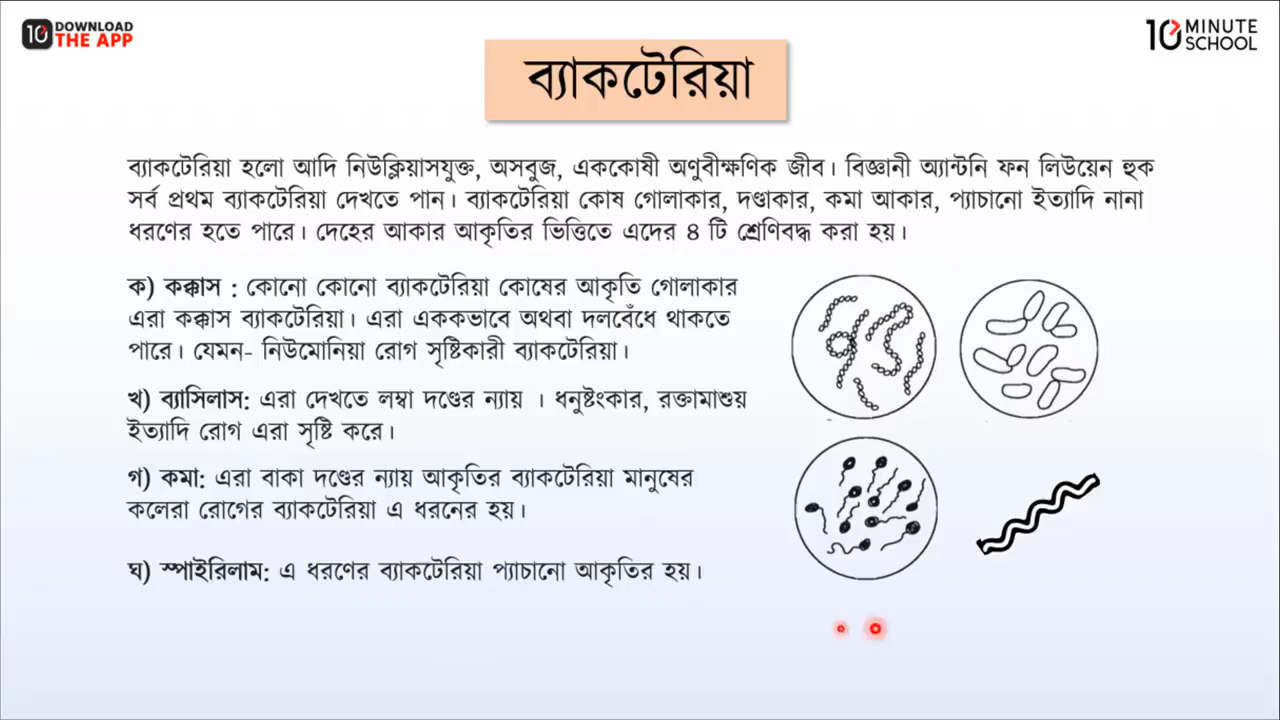 DOWNLOAD
THE APP
10 MINUTE
SCHOOL
ব্যাকটেরিয়া
ব্যাকটেরিয়া হলো আদি নিউক্লিয়াসযুক্ত, অসবুজ, এককোষী অণুবীক্ষণিক জীব। বিজ্ঞানী অ্যান্টনি ফন লিউয়েন হুক
সর্ব প্রথম ব্যাকটেরিয়া দেখতে পান। ব্যাকটেরিয়া কোষ গোলাকার, দণ্ডাকার, কমা আকার, প্যাচানো ইত্যাদি নানা
ধরণের হতে পারে। দেহের আকার আকৃতির ভিত্তিতে এদের ৪ টি শ্রেণিবদ্ধ করা হয়।
ক) কক্কাস : কোনো কোনো ব্যাকটেরিয়া কোষের আকৃতি গোলাকার
এরা কক্কাস ব্যাকটেরিয়া। এরা এককভাবে অথবা দলবেঁধে থাকতে
পারে। যেমন- নিউমোনিয়া রোগ সৃষ্টিকারী ব্যাকটেরিয়া।
খ) ব্যাসিলাস: এরা দেখতে লম্বা দণ্ডের ন্যায় । ধনুষ্টংকার, রক্তামাশুয়
ইত্যাদি রোগ এরা সৃষ্টি করে।
গ) কমা: এরা বাকা দণ্ডের ন্যায় আকৃতির ব্যাকটেরিয়া মানুষের
কলেরা রোগের ব্যাকটেরিয়া এ ধরনের হয়।
ঘ) স্পাইরিলাম: এ ধরণের ব্যাকটেরিয়া প্যাচানো আকৃতির হয়।